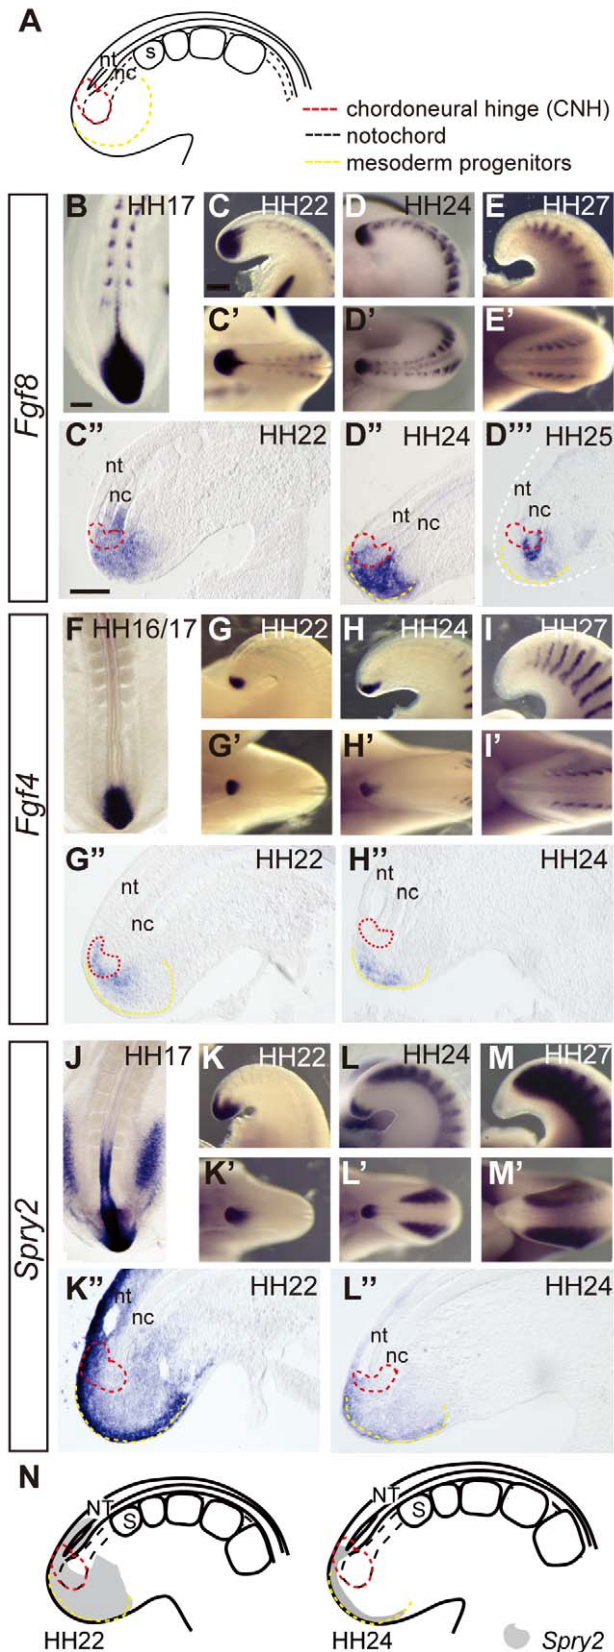 A
nt
nc
s
chordoneural hinge (CNH)
notochord
mesoderm progenitors
Fgf8
B HH17
C HH22
D HH24
E HH27
C'
D'
E'
C" HH22
nt
nc
D" HH24
nt
nc
D''' HH25
nt
nc
Fgf4
F HH16/17
G HH22
H HH24
I HH27
G'
H'
I'
G" HH22
nt
nc
H" HH24
nt
nc
Spry2
J HH17
K HH22
L HH24
M HH27
K'
L'
M'
K" HH22
nt
nc
L" HH24
nt
nc
N
NT
S
HH22
NT
S
HH24
Spry2